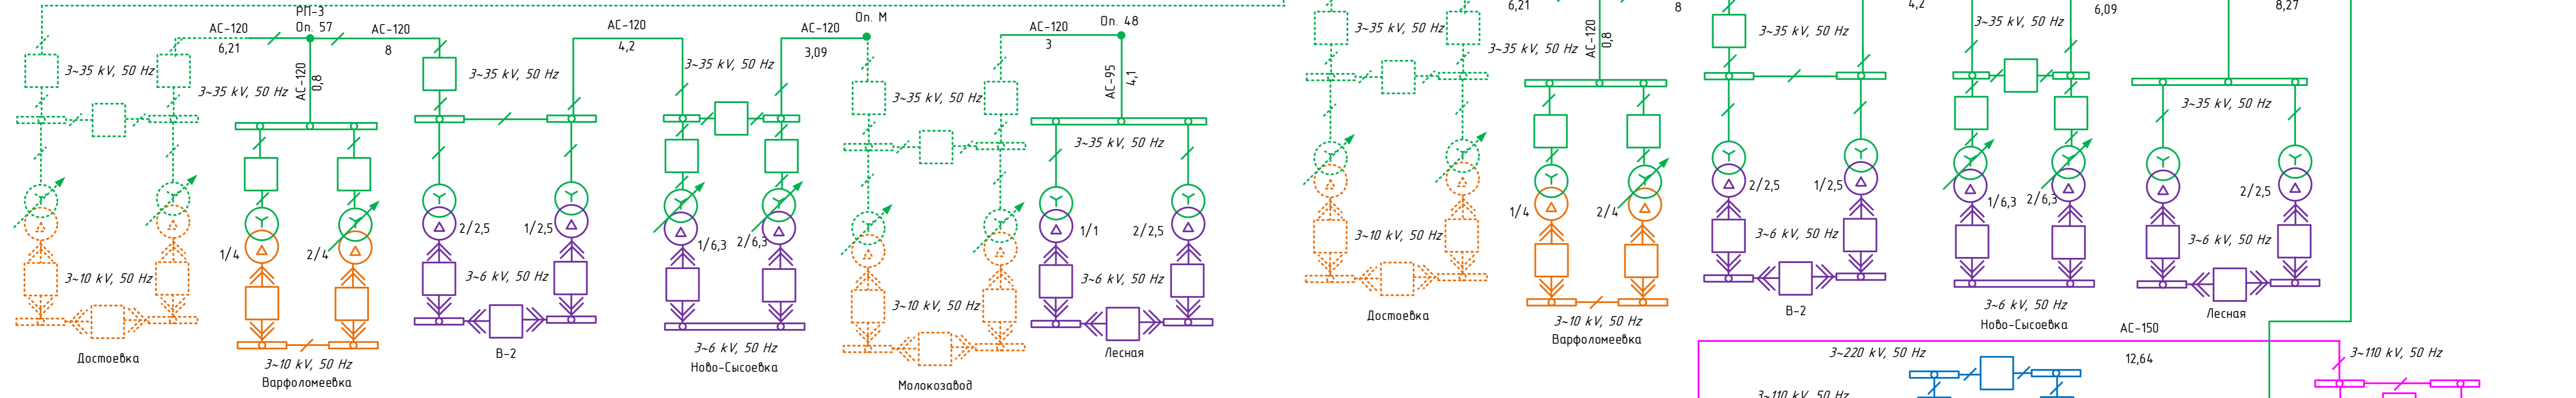 РП-3
Оп. 57
АС-120
6,21
АС-120
8
АС-120
0,8
3~35 kV, 50 Hz
3~35 kV, 50 Hz
3~35 kV, 50 Hz
АС-120
4,2
3~35 kV, 50 Hz
АС-120
3,09
Оп. М
3~35 kV, 50 Hz
АС-120
3
Оп. 48
АС-95
4,1
3~35 kV, 50 Hz
1/4
2/4
2/2,5
1/2,5
1/6,3
2/6,3
1/1
2/2,5
3~10 kV, 50 Hz
3~6 kV, 50 Hz
3~10 kV, 50 Hz
3~6 kV, 50 Hz
Достоевка
3~10 kV, 50 Hz
Варфоломеевка
В-2
3~6 kV, 50 Hz
Ново-Сысоевка
Молокозавод
Лесная
6,21
8
4,2
6,09
8,27
3~35 kV, 50 Hz
3~35 kV, 50 Hz
АС-120
0,8
3~35 kV, 50 Hz
3~35 kV, 50 Hz
3~35 kV, 50 Hz
1/4
2/4
2/2,5
1/2,5
1/6,3
2/6,3
2/2,5
3~10 kV, 50 Hz
3~6 kV, 50 Hz
3~6 kV, 50 Hz
Достоевка
3~10 kV, 50 Hz
Варфоломеевка
В-2
3~6 kV, 50 Hz
Ново-Сысоевка
Лесная
АС-150
12,64
3~220 kV, 50 Hz
3~110 kV, 50 Hz
3~110 kV, 50 Hz